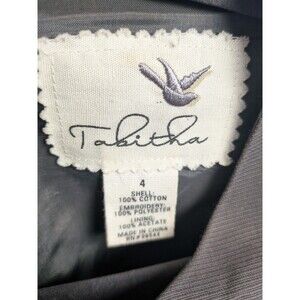 Tabitha
4
SHELL:
100% COTTON
EMBROIDERY:
100% POLYESTER
LINING:
100% ACETATE
MADE IN CHINA